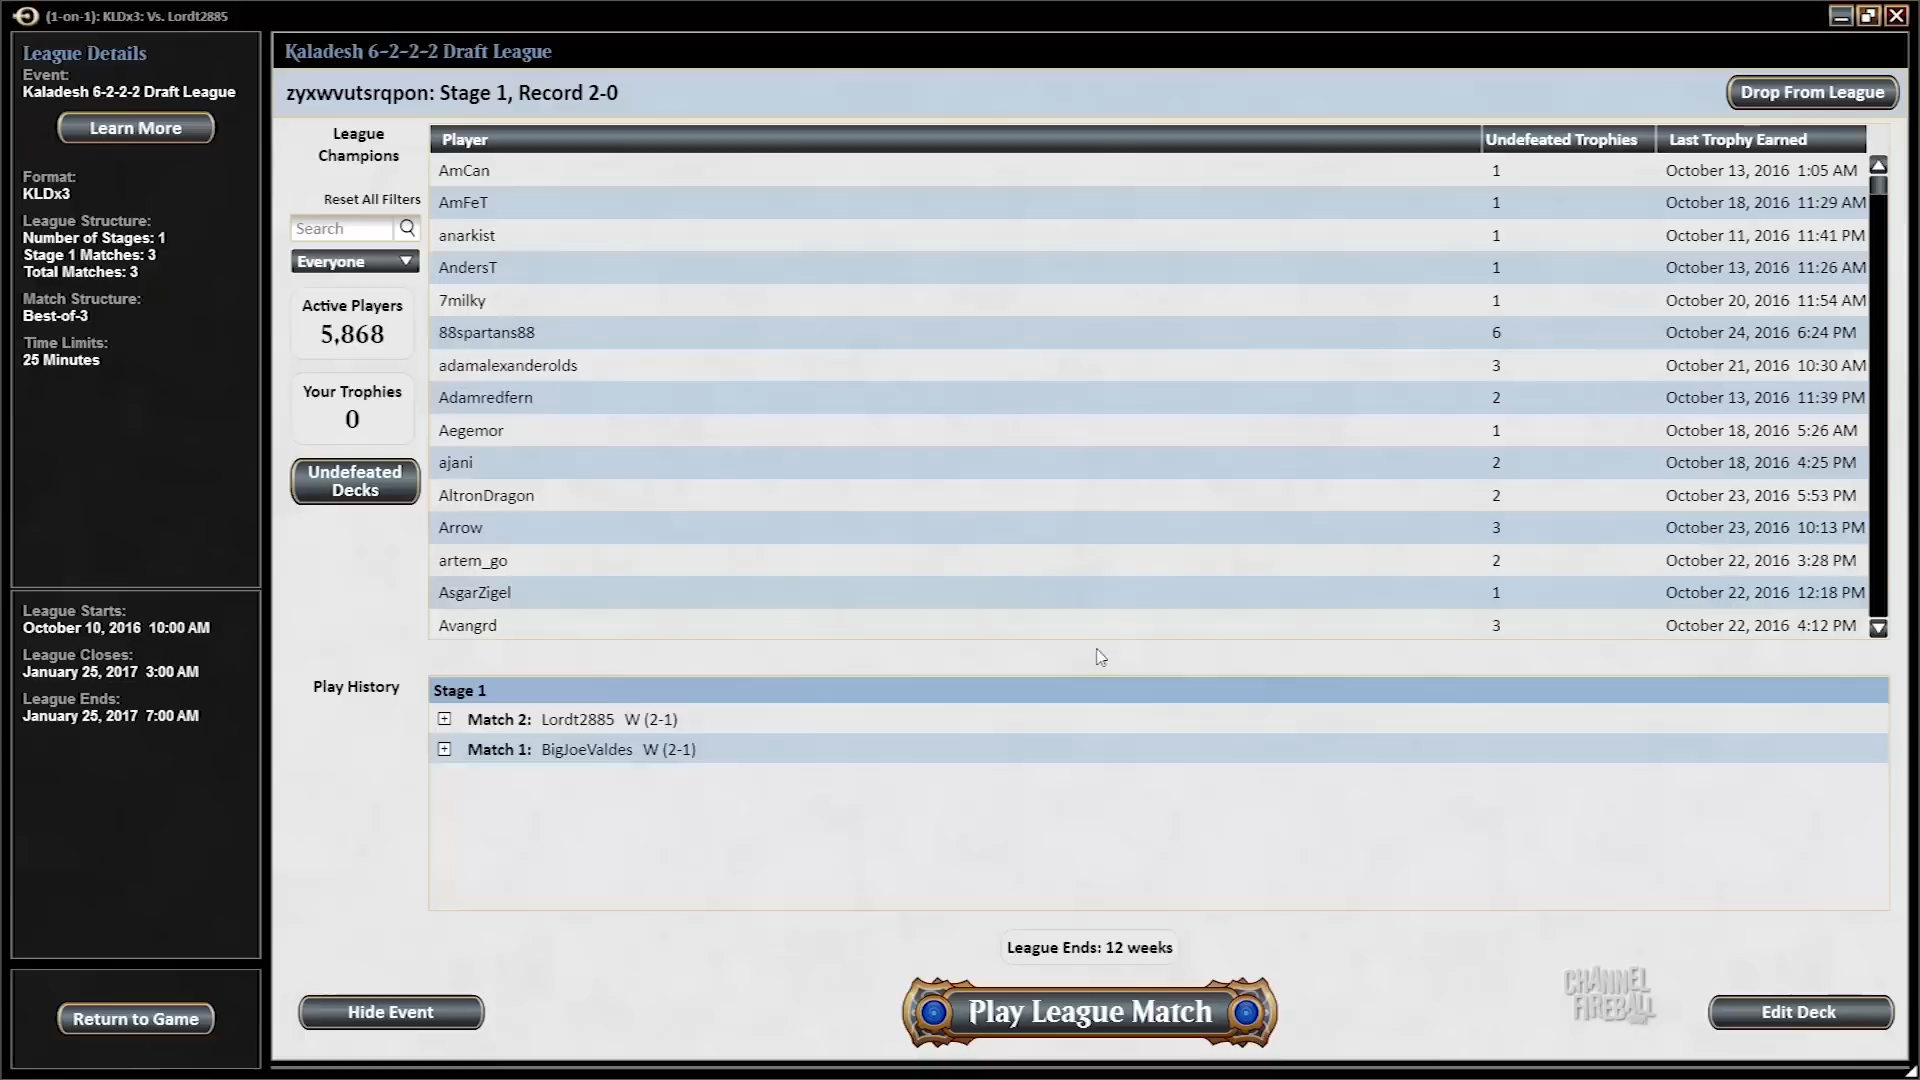 (1-on-1): KLDx3: Vs. Lordt2885
League Details
Event:
Kaladesh 6-2-2-2 Draft League
Learn More
Format:
KLDx3
League Structure:
Number of Stages: 1
Stage 1 Matches: 3
Total Matches: 3
Match Structure:
Best-of-3
Time Limits:
25 Minutes
League Starts:
October 10, 2016 10:00 AM
League Closes:
January 25, 2017 3:00 AM
League Ends:
January 25, 2017 7:00 AM
Return to Game
Kaladesh 6-2-2-2 Draft League
zyxwvutsrqpon: Stage 1, Record 2-0
Drop From League
League
Champions
Reset All Filters
Search
Everyone
Active Players
5,868
Your Trophies
0
Undefeated
Decks
Player Undefeated Trophies Last Trophy Earned
AmCan 1 October 13, 2016 1:05 AM
AmFeT 1 October 18, 2016 11:29 AM
anarkist 1 October 11, 2016 11:41 PM
AndersT 1 October 13, 2016 11:26 AM
7milky 1 October 20, 2016 11:54 AM
88spartans88 6 October 24, 2016 6:24 PM
adamalexanderolds 3 October 21, 2016 10:30 AM
Adamredfern 2 October 13, 2016 11:39 PM
Aegemor 1 October 18, 2016 5:26 AM
ajani 2 October 18, 2016 4:25 PM
AltronDragon 2 October 23, 2016 5:53 PM
Arrow 3 October 23, 2016 10:13 PM
artem_go 2 October 22, 2016 3:28 PM
AsgarZigel 1 October 22, 2016 12:18 PM
Avangrd 3 October 22, 2016 4:12 PM
Play History
Stage 1
Match 2: Lordt2885 W (2-1)
Match 1: BigJoeValdes W (2-1)
League Ends: 12 weeks
Hide Event
Play League Match
CHANNEL
FIREBALL
Edit Deck